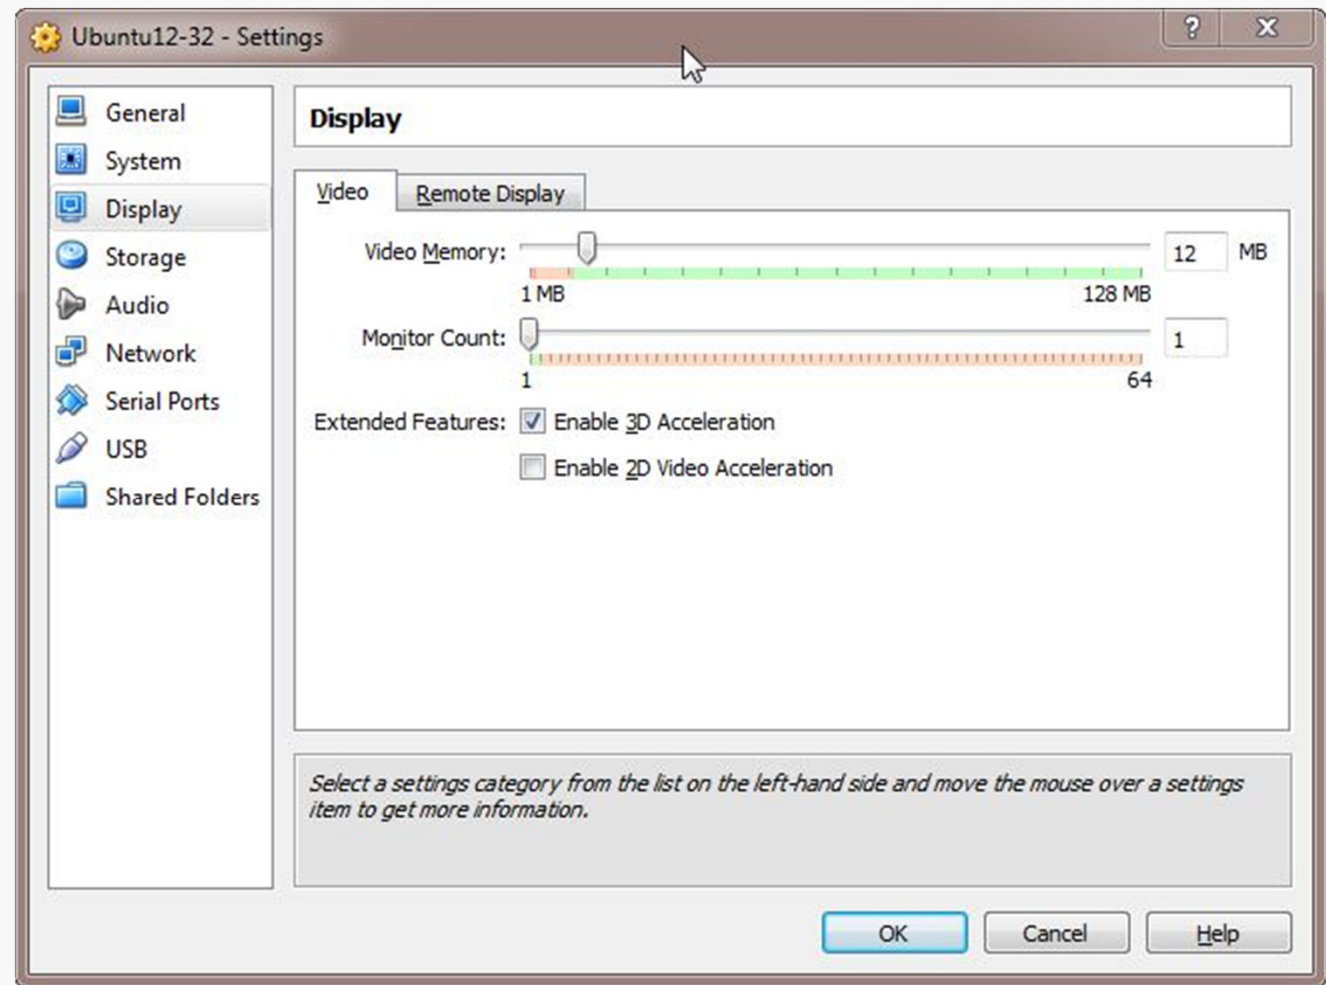 Ubuntu12-32 - Settings
?
General
System
Display
Storage
Audio
Network
Serial Ports
USB
Shared Folders
Display
Video
Remote Display
Video Memory:
12 MB
1 MB 128 MB
Monitor Count:
1
1 64
Extended Features: Enable 3D Acceleration
Enable 2D Video Acceleration
Select a settings category from the list on the left-hand side and move the mouse over a settings
item to get more information.
OK Cancel Help